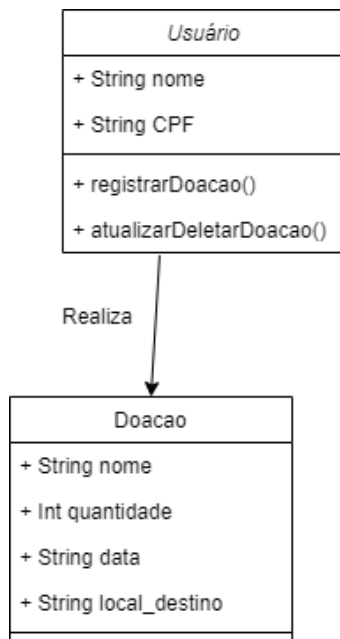 Usuário
+ String nome
+ String CPF
+ registrarDoacao()
+ atualizarDeletarDoacao()
Realiza
Doacao
+ String nome
+ Int quantidade
+ String data
+ String local_destino